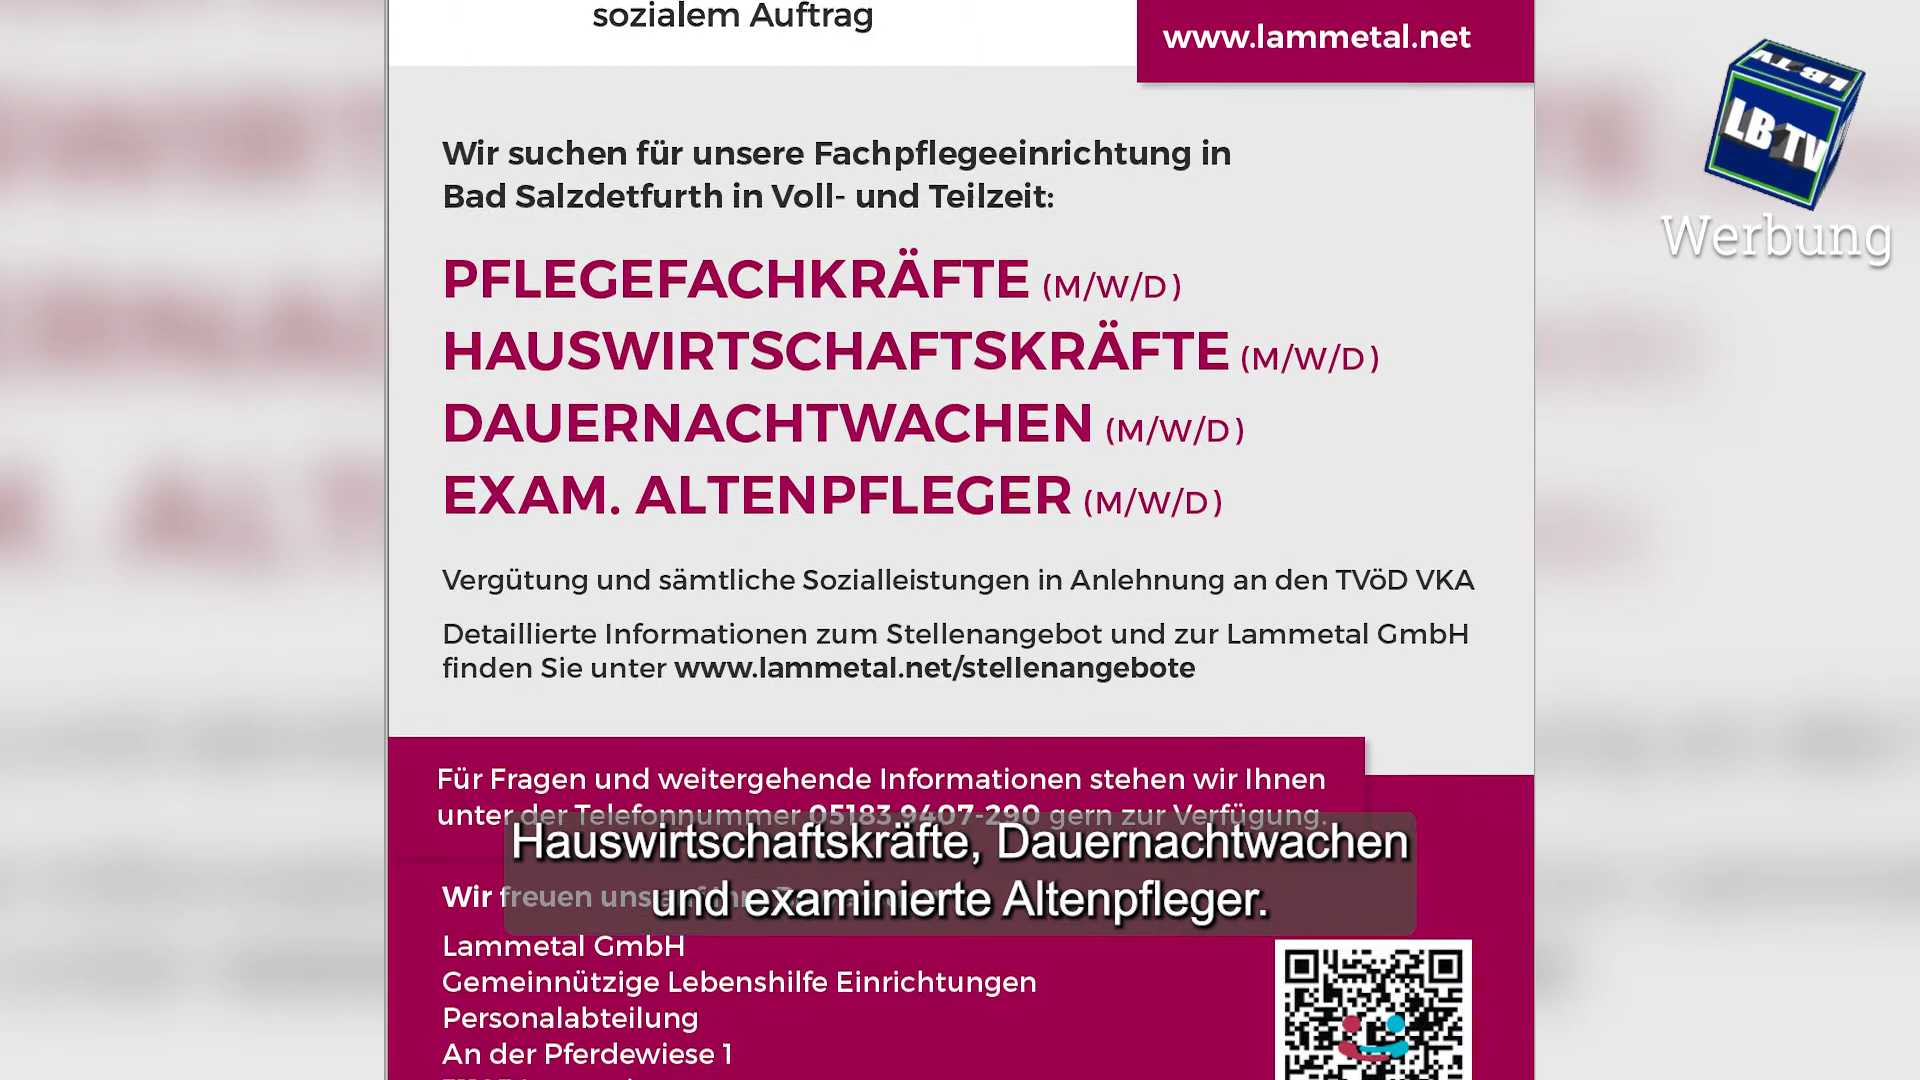 sozialem Auftrag
www.lammetal.net
LB TV
LB TV
Werbung
Wir suchen für unsere Fachpflegeeinrichtung in
Bad Salzdetfurth in Voll- und Teilzeit:
PFLEGEFACHKRÄFTE (M/W/D)
HAUSWIRTSCHAFTSKRÄFTE (M/W/D)
DAUERNACHTWACHEN (M/W/D)
EXAM. ALTENPFLEGER (M/W/D)
Vergütung und sämtliche Sozialleistungen in Anlehnung an den TVöD VKA
Detaillierte Informationen zum Stellenangebot und zur Lammetal GmbH
finden Sie unter www.lammetal.net/stellenangebote
Für Fragen und weitergehende Informationen stehen wir Ihnen
unter der Telefonnummer 05183 9407-290 gern zur Verfügung.
Hauswirtschaftskräfte, Dauernachtwachen
und examinierte Altenpfleger.
Wir freuen uns
Lammetal GmbH
Gemeinnützige Lebenshilfe Einrichtungen
Personalabteilung
An der Pferdewiese 1